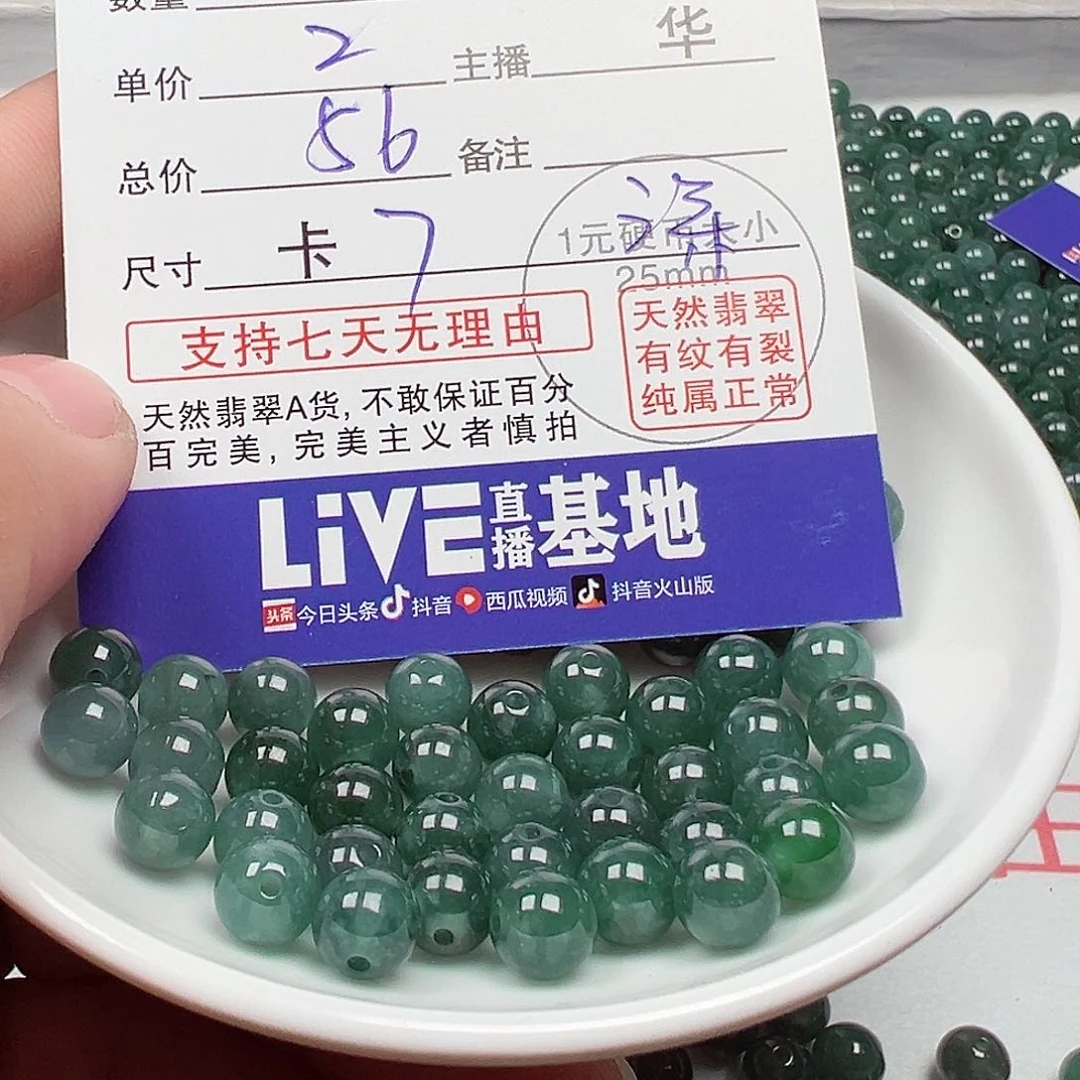 数量
单价 2 主播 华
总价 56 备注
尺寸 卡 7
1元硬币大小
25mm
支持七天无理由
天然翡翠
有纹有裂
纯属正常
天然翡翠A货,不敢保证百分
百完美,完美主义者慎拍
LiVE直播基地
头条 今日头条 抖音 西瓜视频 抖音火山版